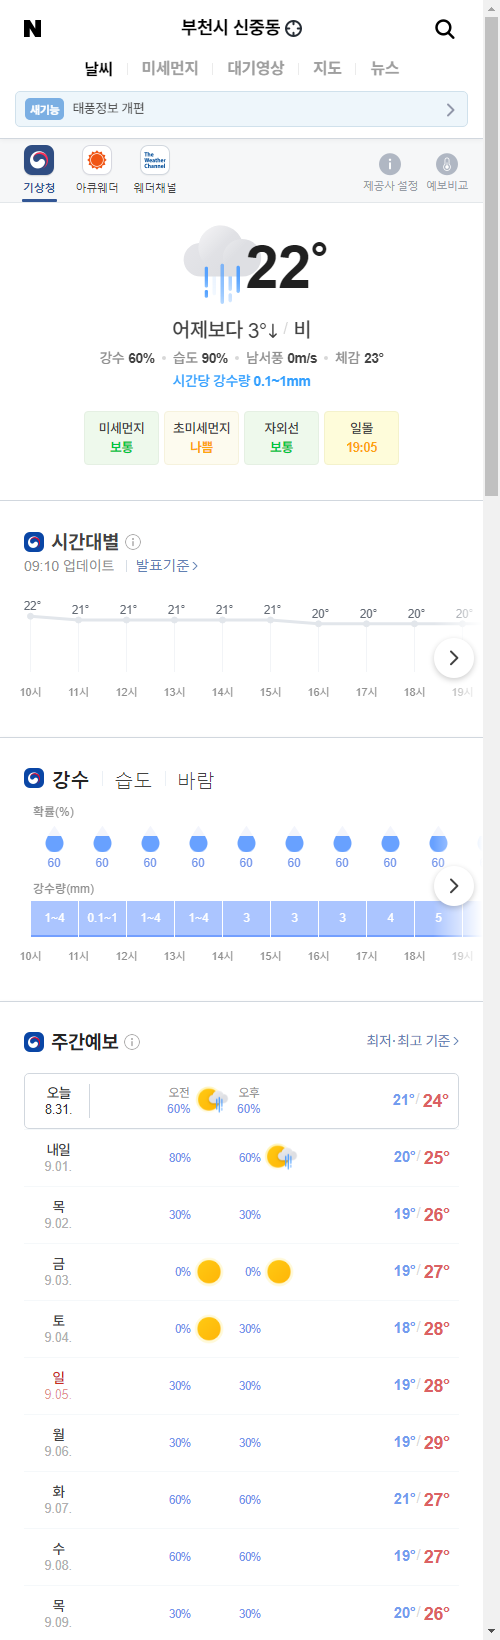 N
부천시 신중동
날씨 미세먼지 대기영상 지도 뉴스
새기능 태풍정보 개편
The Weather Channel
기상청 아큐웨더 웨더채널 제공사 설정 예보비교
22°
어제보다 3°↓ / 비
강수 60% • 습도 90% • 남서풍 0m/s • 체감 23°
시간당 강수량 0.1~1mm
미세먼지 초미세먼지 자외선 일몰
보통 나쁨 보통 19:05
시간대별
09:10 업데이트 발표기준 >
22° 21° 21° 21° 21° 21° 20° 20° 20° 20°
10시 11시 12시 13시 14시 15시 16시 17시 18시 19시
강수 습도 바람
확률(%)
60 60 60 60 60 60 60 60 60
강수량(mm)
1~4 0.1~1 1~4 1~4 3 3 3 4 5
10시 11시 12시 13시 14시 15시 16시 17시 18시 19시
주간예보 최저·최고 기준 >
오늘 오전 오후
8.31. 60% 60% 21°/ 24°
내일
9.01. 80% 60% 20°/ 25°
목
9.02. 30% 30% 19°/ 26°
금
9.03. 0% 0% 19°/ 27°
토
9.04. 0% 30% 18°/ 28°
일
9.05. 30% 30% 19°/ 28°
월
9.06. 30% 30% 19°/ 29°
화
9.07. 60% 60% 21°/ 27°
수
9.08. 60% 60% 19°/ 27°
목
9.09. 30% 30% 20°/ 26°